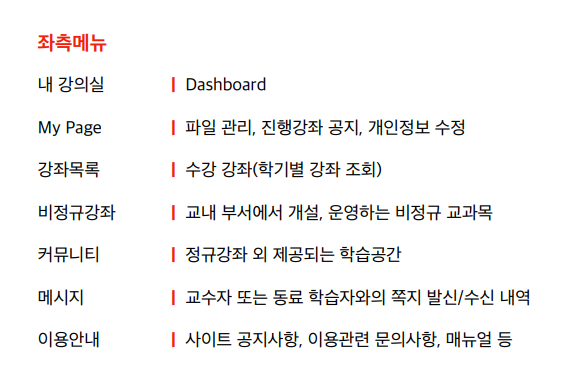 좌측메뉴
내 강의실 | Dashboard
My Page | 파일 관리, 진행강좌 공지, 개인정보 수정
강좌목록 | 수강 강좌(학기별 강좌 조회)
비정규강좌 | 교내 부서에서 개설, 운영하는 비정규 교과목
커뮤니티 | 정규강좌 외 제공되는 학습공간
메시지 | 교수자 또는 동료 학습자와의 쪽지 발신/수신 내역
이용안내 | 사이트 공지사항, 이용관련 문의사항, 매뉴얼 등